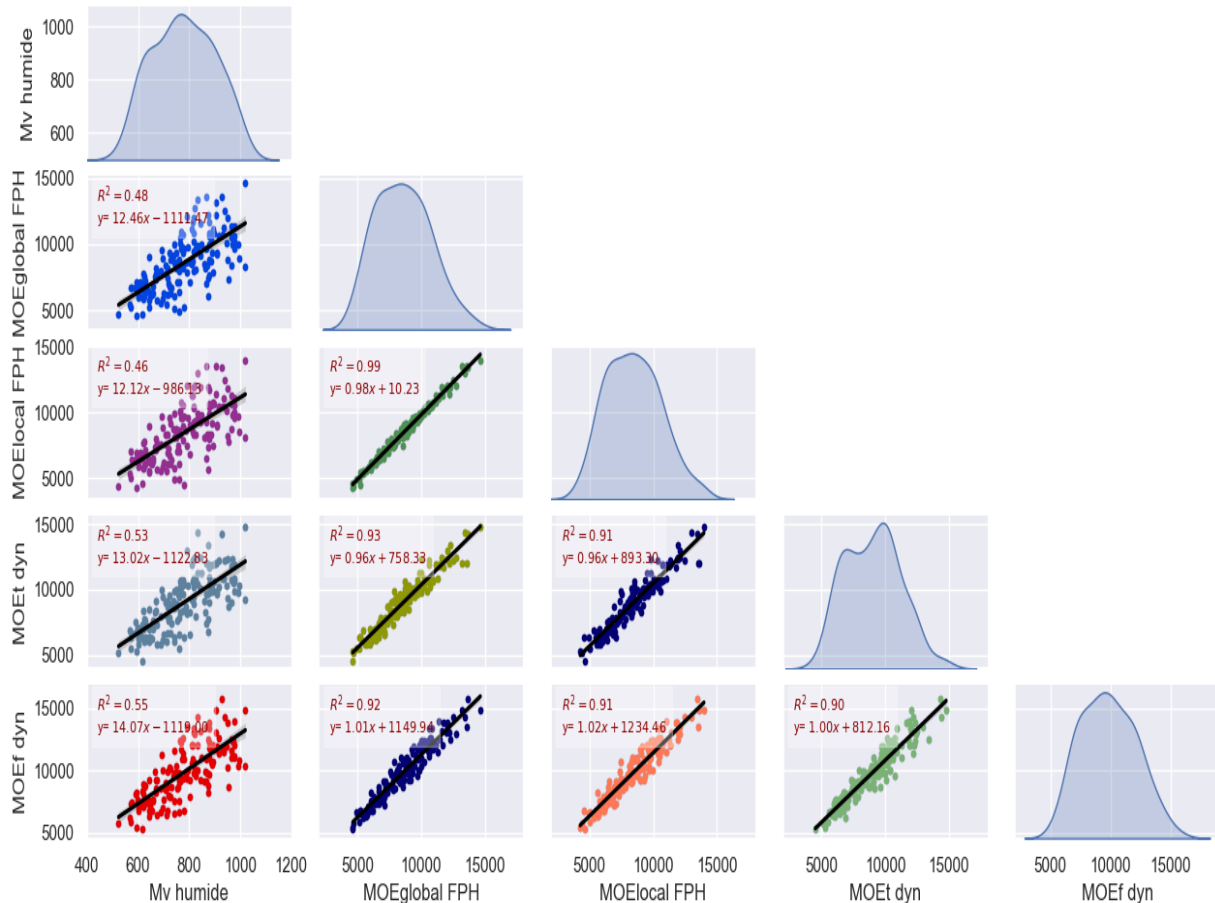 Mv humide
1000
800
600
MOEglobal FPH
15000
10000
5000
R² = 0.48
y= 12.46x − 1111.47
MOElocal FPH
15000
10000
5000
R² = 0.46
y= 12.12x − 986.13
R² = 0.99
y= 0.98x + 10.23
MOEt dyn
15000
10000
5000
R² = 0.53
y= 13.02x − 1122.83
R² = 0.93
y= 0.96x + 758.33
R² = 0.91
y= 0.96x + 893.30
MOEf dyn
15000
10000
5000
R² = 0.55
y= 14.07x − 1119.00
R² = 0.92
y= 1.01x + 1149.94
R² = 0.91
y= 1.02x + 1234.46
R² = 0.90
y= 1.00x + 812.16
400 600 800 1000 1200
5000 10000 15000
5000 10000 15000
5000 10000 15000
5000 10000 15000
Mv humide
MOEglobal FPH
MOElocal FPH
MOEt dyn
MOEf dyn